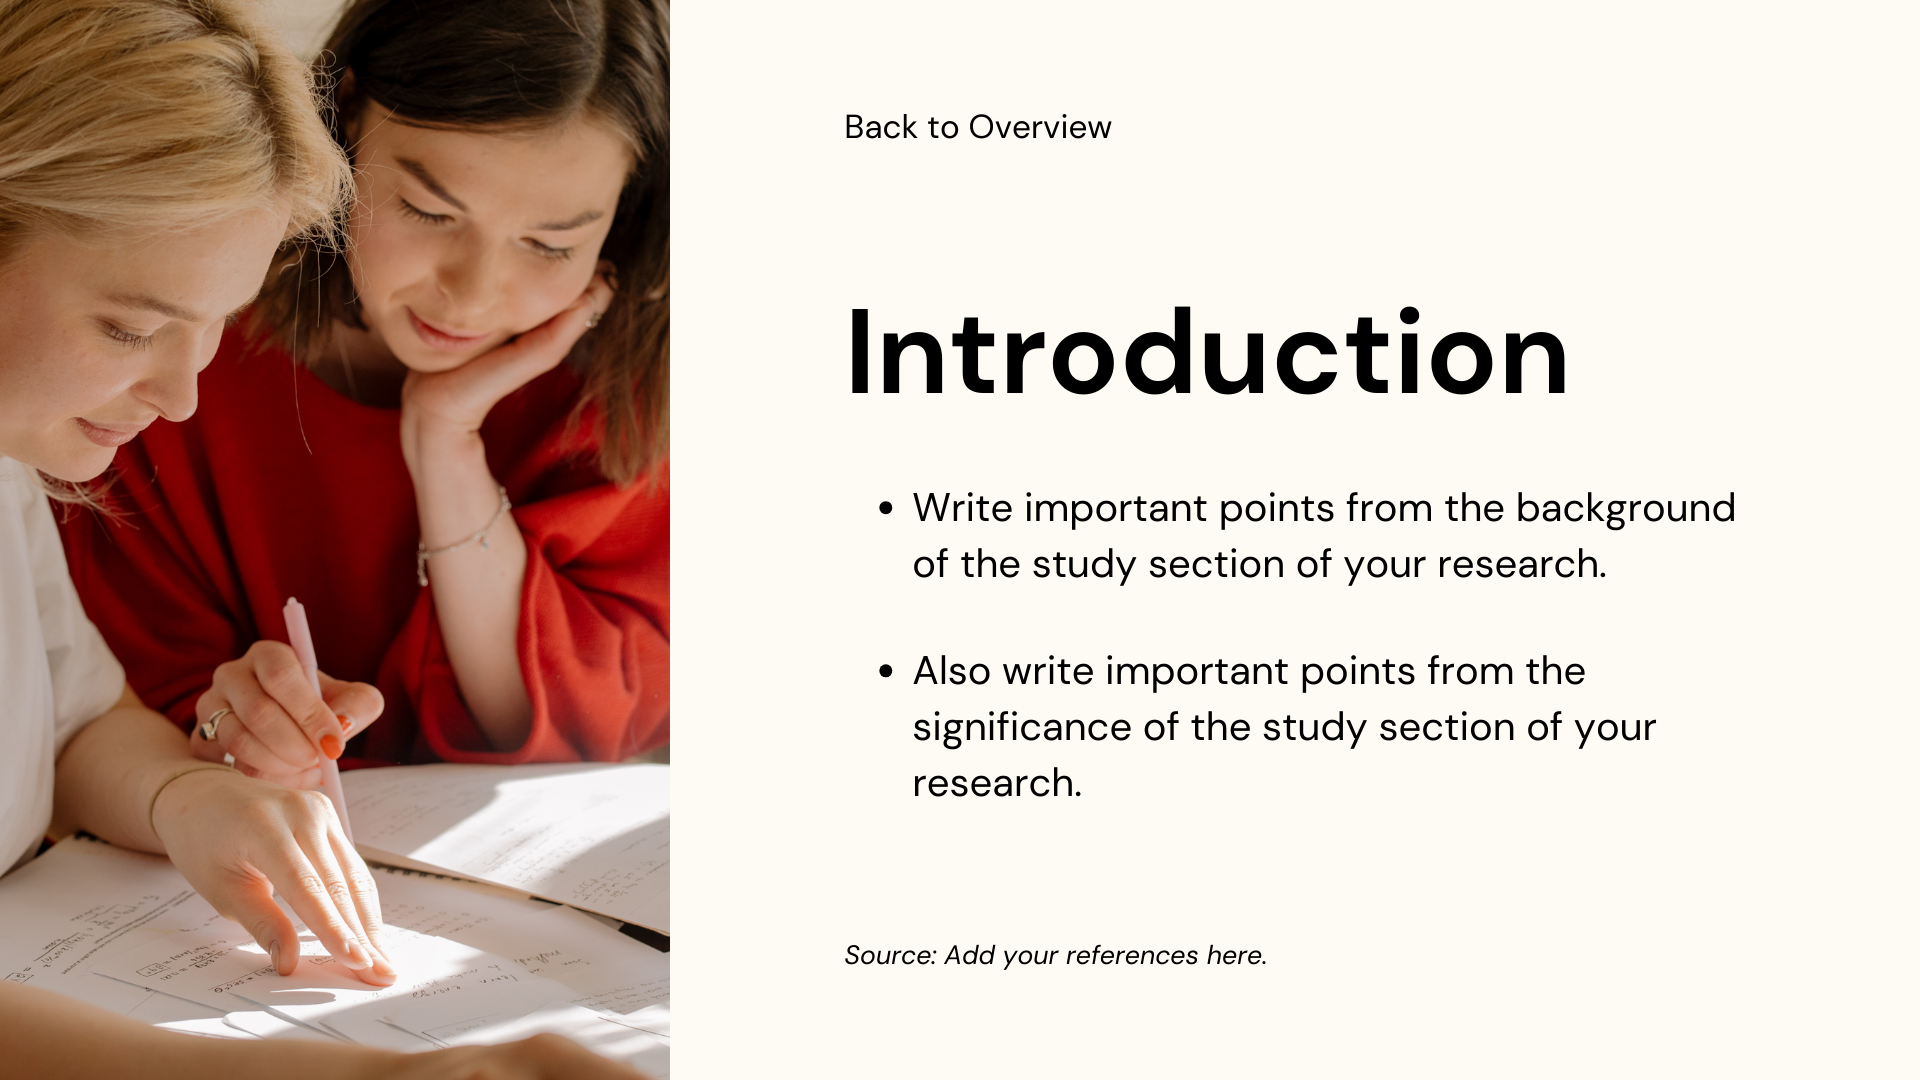 Back to Overview
Introduction
• Write important points from the background
of the study section of your research.
• Also write important points from the
significance of the study section of your
research.
Source: Add your references here.